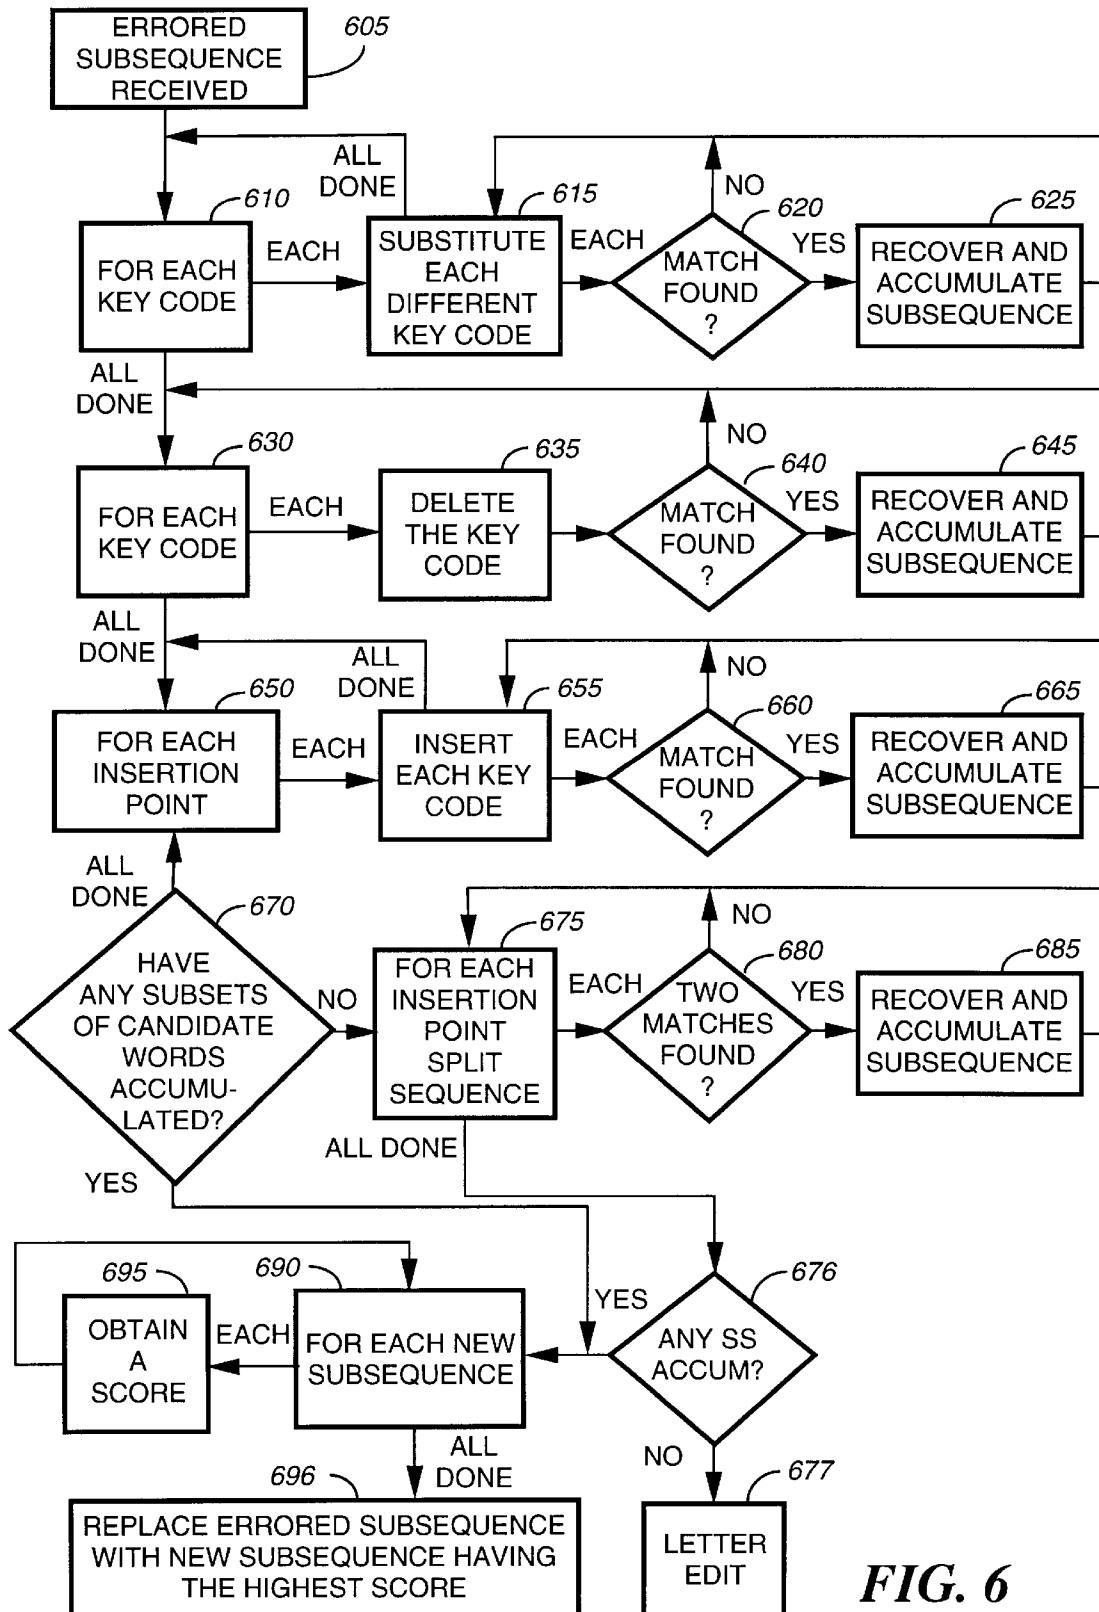 ERRORED
SUBSEQUENCE
RECEIVED
605
ALL
DONE
610
FOR EACH
KEY CODE
EACH
615
SUBSTITUTE
EACH
DIFFERENT
KEY CODE
EACH
NO
620
MATCH
FOUND
?
YES
625
RECOVER AND
ACCUMULATE
SUBSEQUENCE
ALL
DONE
630
FOR EACH
KEY CODE
EACH
635
DELETE
THE KEY
CODE
NO
640
MATCH
FOUND
?
YES
645
RECOVER AND
ACCUMULATE
SUBSEQUENCE
ALL
DONE
ALL
DONE
650
FOR EACH
INSERTION
POINT
EACH
655
INSERT
EACH KEY
CODE
EACH
NO
660
MATCH
FOUND
?
YES
665
RECOVER AND
ACCUMULATE
SUBSEQUENCE
ALL
DONE
670
HAVE
ANY SUBSETS
OF CANDIDATE
WORDS
ACCUMU-
LATED?
NO
675
FOR EACH
INSERTION
POINT
SPLIT
SEQUENCE
EACH
NO
680
TWO
MATCHES
FOUND
?
YES
685
RECOVER AND
ACCUMULATE
SUBSEQUENCE
YES
ALL DONE
695
OBTAIN
A
SCORE
EACH
690
FOR EACH NEW
SUBSEQUENCE
YES
676
ANY SS
ACCUM?
ALL
DONE
NO
696
REPLACE ERRORED SUBSEQUENCE
WITH NEW SUBSEQUENCE HAVING
THE HIGHEST SCORE
677
LETTER
EDIT
FIG. 6